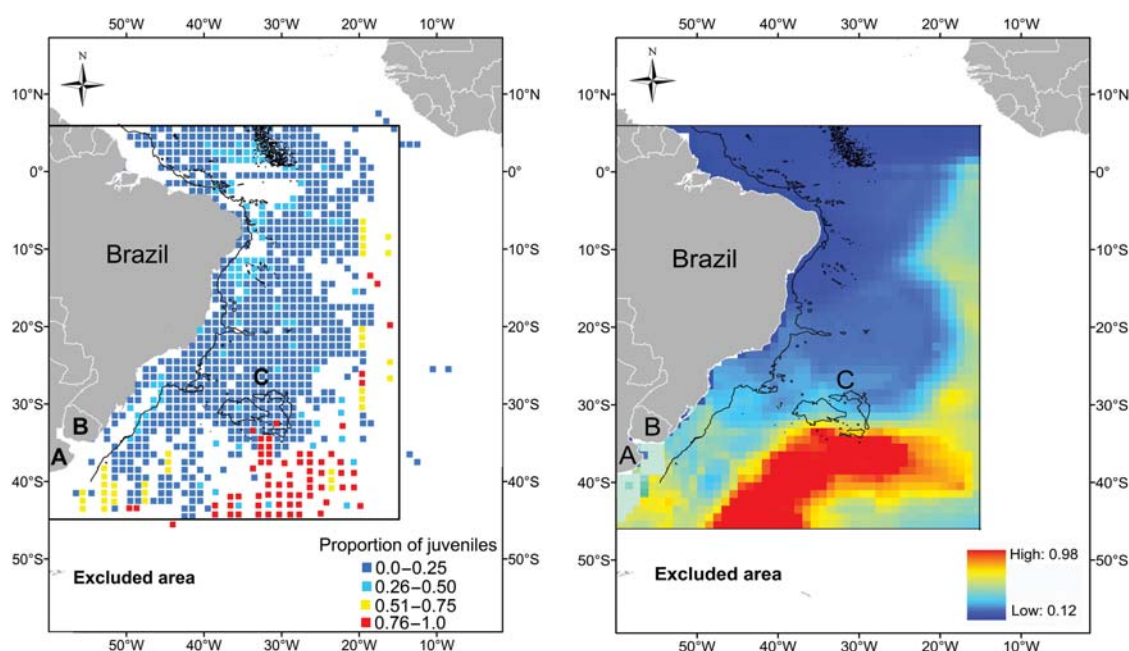 50°W 40°W 30°W 20°W 10°W
N
10°N 10°N
0° 0°
Brazil
10°S 10°S
20°S 20°S
C
30°S 30°S
B
A
40°S 40°S
50°S 50°S
Excluded area
Proportion of juveniles
0.0–0.25
0.26–0.50
0.51–0.75
0.76–1.0
50°W 40°W 30°W 20°W 10°W
50°W 40°W 30°W 20°W 10°W
N
10°N 10°N
0° 0°
Brazil
10°S 10°S
20°S 20°S
C
30°S 30°S
B
A
40°S 40°S
50°S 50°S
Excluded area
High: 0.98
Low: 0.12
50°W 40°W 30°W 20°W 10°W